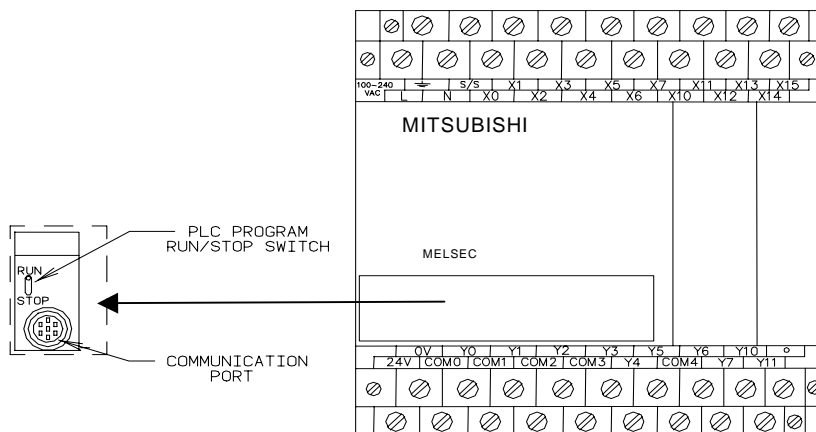 100-240 S/S X1 X3 X5 X7 X11 X13 X15
VAC L N X0 X2 X4 X6 X10 X12 X14
MITSUBISHI
PLC PROGRAM
RUN/STOP SWITCH
MELSEC
RUN
STOP
0V Y0 Y1 Y2 Y3 Y5 Y6 Y10
24V COM0 COM1 COM2 COM3 Y4 COM4 Y7 Y11
COMMUNICATION
PORT